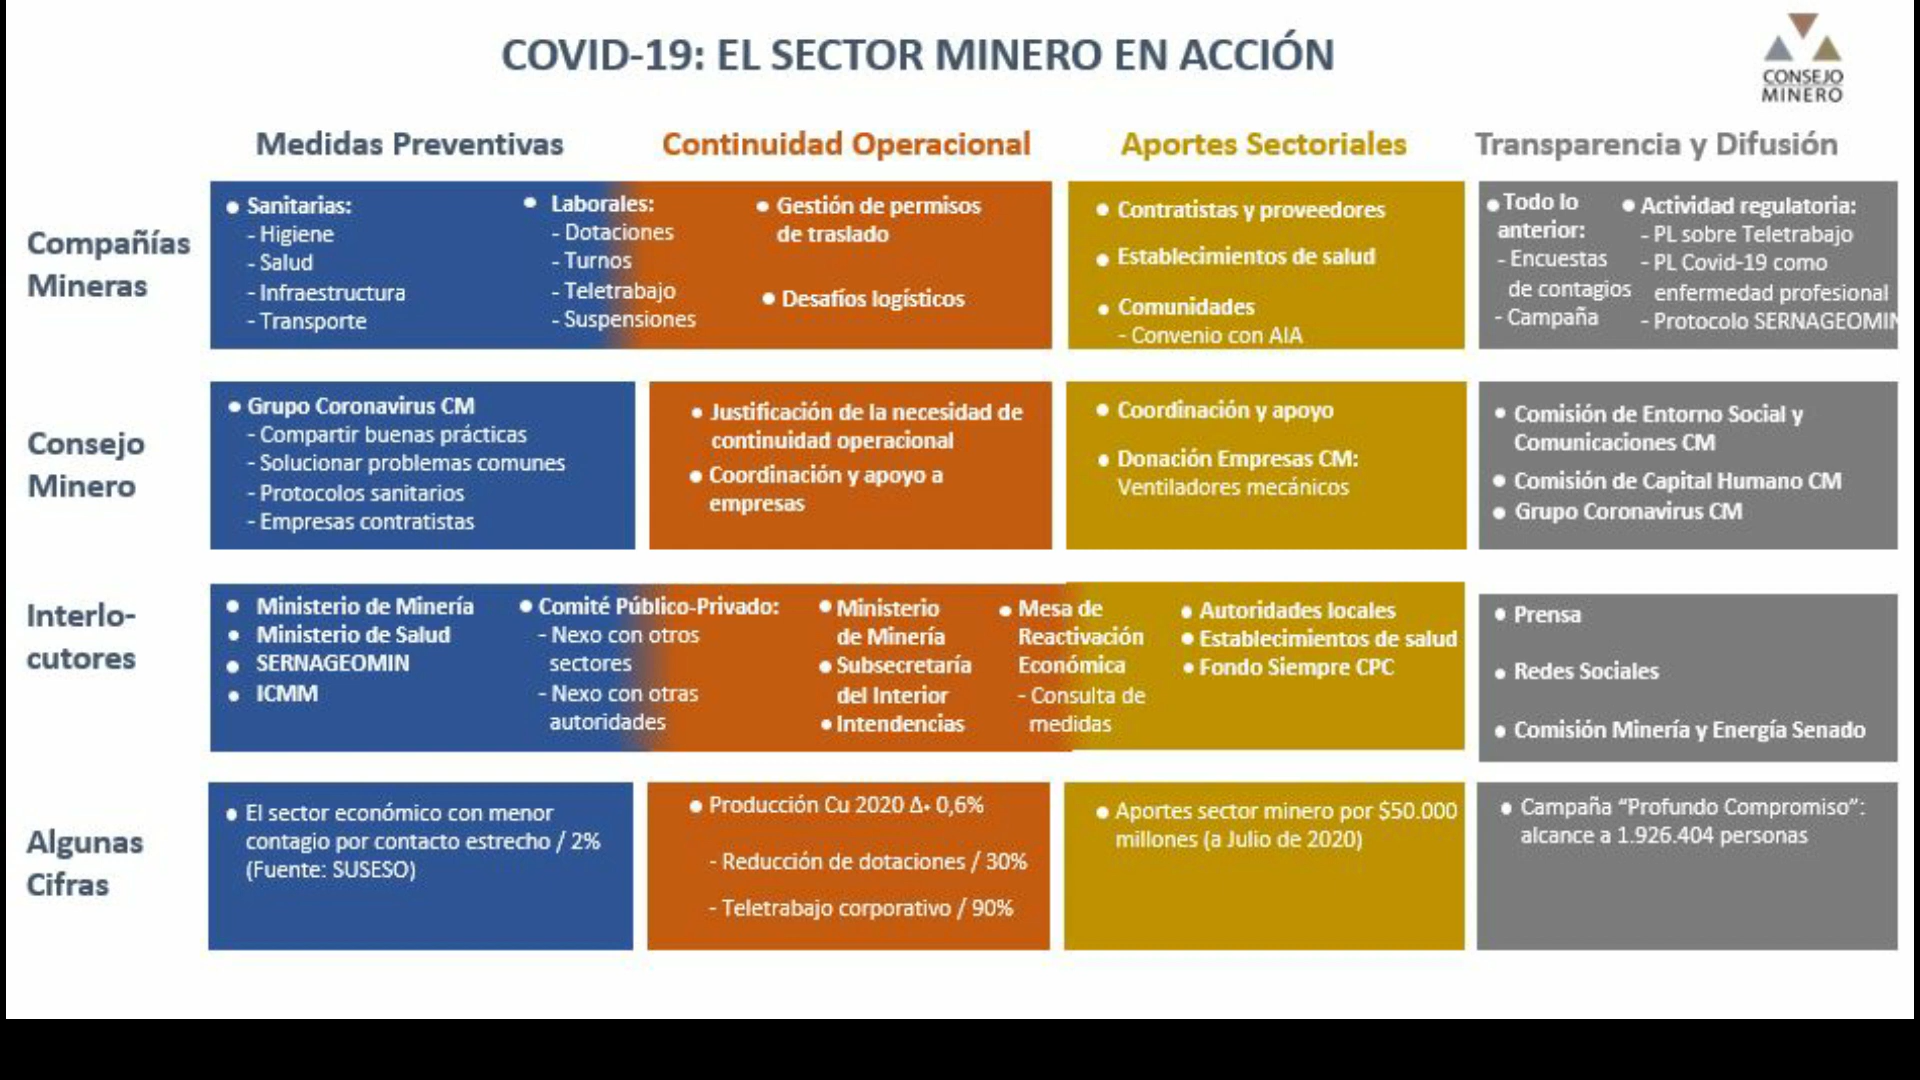 COVID-19: EL SECTOR MINERO EN ACCIÓN
CONSEJO
MINERO
Medidas Preventivas
Continuidad Operacional
Aportes Sectoriales
Transparencia y Difusión
Compañías
Mineras
● Sanitarias:
- Higiene
- Salud
- Infraestructura
- Transporte
● Laborales:
- Dotaciones
- Turnos
- Teletrabajo
- Suspensiones
● Gestión de permisos
de traslado
● Desafíos logísticos
● Contratistas y proveedores
● Establecimientos de salud
● Comunidades
- Convenio con AIA
● Todo lo
anterior:
- Encuestas
de contagios
- Campaña
● Actividad regulatoria:
- PL sobre Teletrabajo
- PL Covid-19 como
enfermedad profesional
- Protocolo SERNAGEOMIN
Consejo
Minero
● Grupo Coronavirus CM
- Compartir buenas prácticas
- Solucionar problemas comunes
- Protocolos sanitarios
- Empresas contratistas
● Justificación de la necesidad de
continuidad operacional
● Coordinación y apoyo a
empresas
● Coordinación y apoyo
● Donación Empresas CM:
Ventiladores mecánicos
● Comisión de Entorno Social y
Comunicaciones CM
● Comisión de Capital Humano CM
● Grupo Coronavirus CM
Interlo-
cutores
● Ministerio de Minería
● Ministerio de Salud
● SERNAGEOMIN
● ICMM
● Comité Público-Privado:
- Nexo con otros
sectores
- Nexo con otras
autoridades
● Ministerio
de Minería
● Subsecretaría
del Interior
● Intendencias
● Mesa de
Reactivación
Económica
- Consulta de
medidas
● Autoridades locales
● Establecimientos de salud
● Fondo Siempre CPC
● Prensa
● Redes Sociales
● Comisión Minería y Energía Senado
Algunas
Cifras
● El sector económico con menor
contagio por contacto estrecho / 2%
(Fuente: SUSESO)
● Producción Cu 2020 Δ+ 0,6%
- Reducción de dotaciones / 30%
- Teletrabajo corporativo / 90%
● Aportes sector minero por $50.000
millones (a Julio de 2020)
● Campaña “Profundo Compromiso”:
alcance a 1.926.404 personas